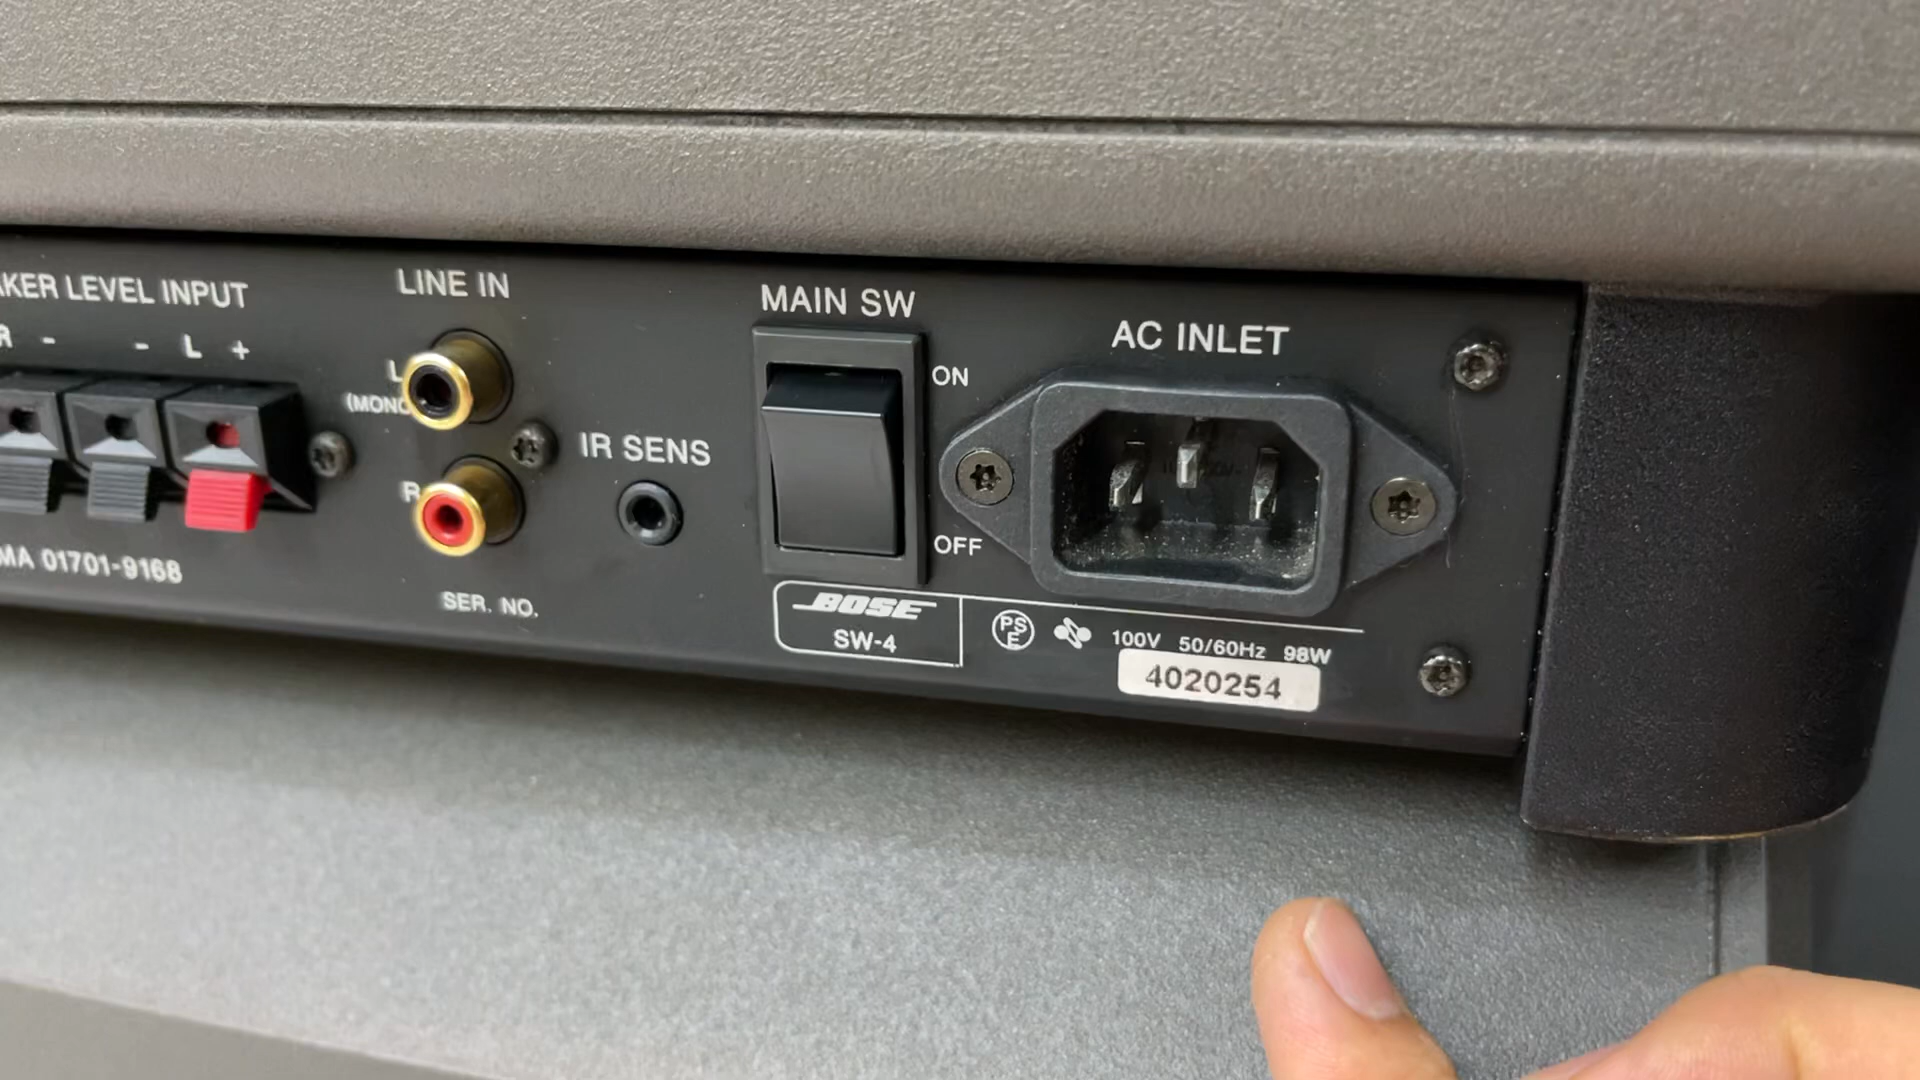 AKER LEVEL INPUT
R - - L +
MA 01701-9168
LINE IN
L
(MONO
R
SER. NO.
IR SENS
MAIN SW
ON
OFF
AC INLET
BOSE
SW-4
PS
E
100V 50/60Hz 98W
4020254